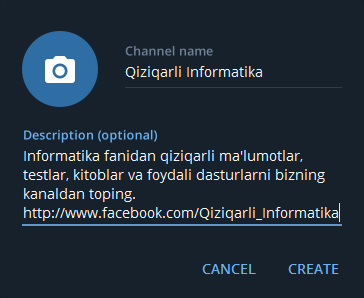 Channel name
Qiziqarli Informatika
Description (optional)
Informatika fanidan qiziqarli ma'lumotlar,
testlar, kitoblar va foydali dasturlarni bizning
kanaldan toping.
http://www.facebook.com/Qiziqarli_Informatika
CANCEL CREATE